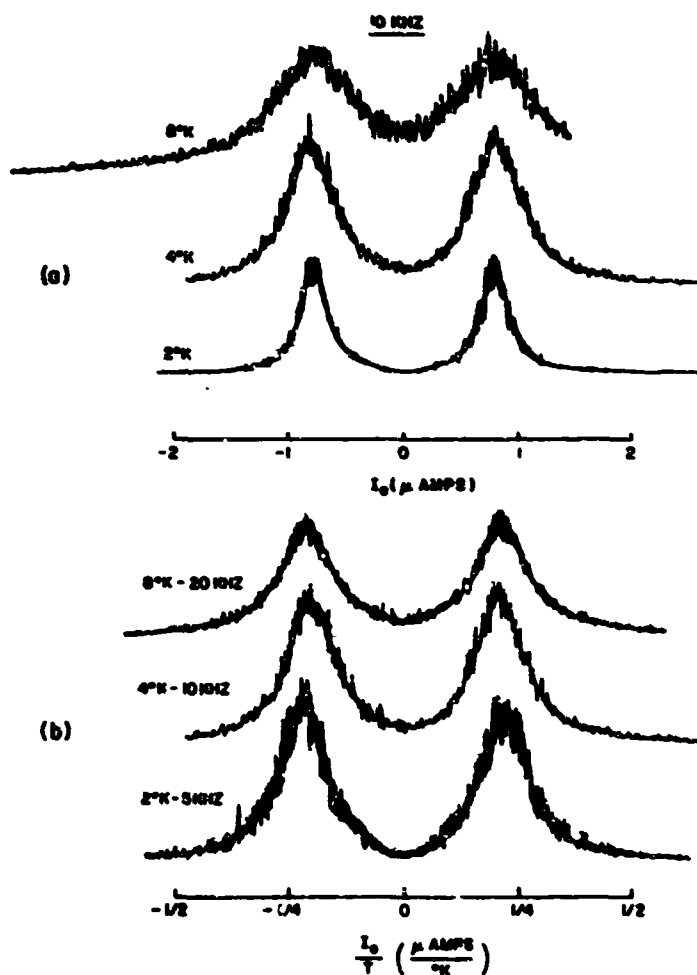 10 KHZ
8°K
4°K
(a)
2°K
-2 -1 0 1 2
I₀ (μ AMPS)
8°K-20 KHZ
4°K-10 KHZ
(b)
2°K-5 KHZ
-1/2 -1/4 0 1/4 1/2
I₀/T (μ AMPS/°K)